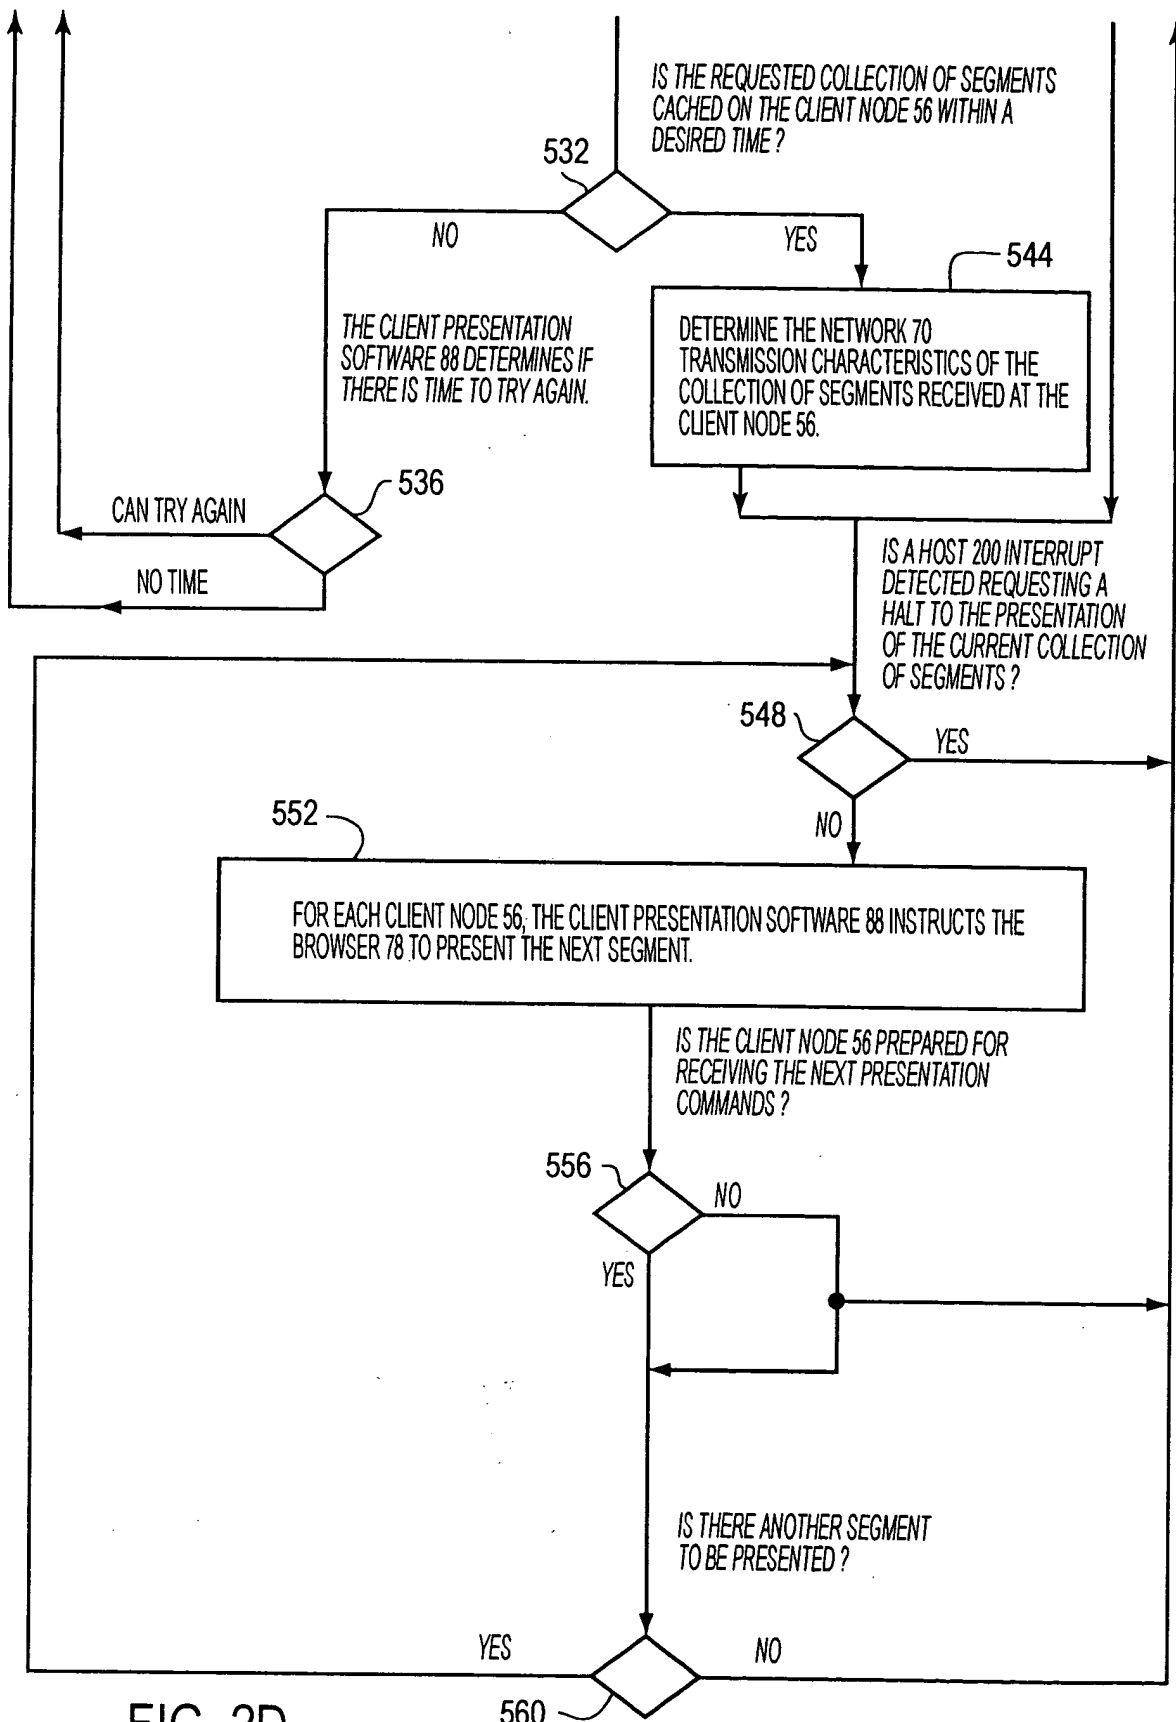 IS THE REQUESTED COLLECTION OF SEGMENTS
CACHED ON THE CLIENT NODE 56 WITHIN A
DESIRED TIME ?
532
NO
YES
544
THE CLIENT PRESENTATION
SOFTWARE 88 DETERMINES IF
THERE IS TIME TO TRY AGAIN.
DETERMINE THE NETWORK 70
TRANSMISSION CHARACTERISTICS OF THE
COLLECTION OF SEGMENTS RECEIVED AT THE
CLIENT NODE 56.
536
CAN TRY AGAIN
NO TIME
IS A HOST 200 INTERRUPT
DETECTED REQUESTING A
HALT TO THE PRESENTATION
OF THE CURRENT COLLECTION
OF SEGMENTS ?
548
YES
NO
552
FOR EACH CLIENT NODE 56, THE CLIENT PRESENTATION SOFTWARE 88 INSTRUCTS THE
BROWSER 78 TO PRESENT THE NEXT SEGMENT.
IS THE CLIENT NODE 56 PREPARED FOR
RECEIVING THE NEXT PRESENTATION
COMMANDS ?
556
NO
YES
IS THERE ANOTHER SEGMENT
TO BE PRESENTED ?
YES
NO
560
FIG. 2D